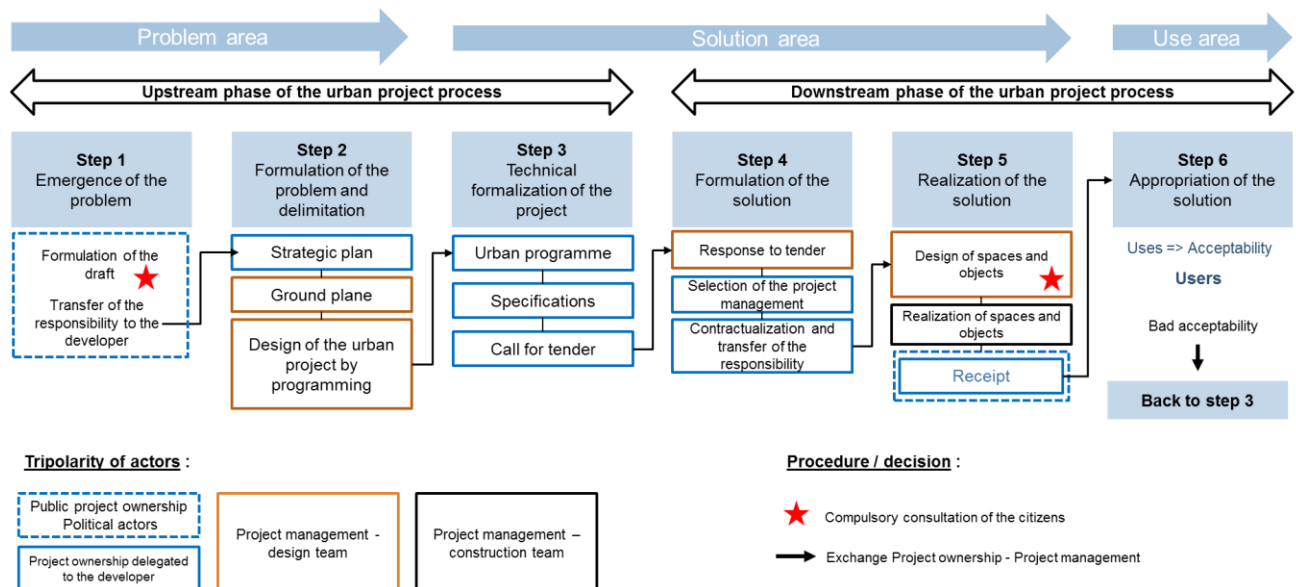 Problem area
Solution area
Use area
Upstream phase of the urban project process
Downstream phase of the urban project process
Step 1
Emergence of the
problem
Step 2
Formulation of the
problem and
delimitation
Step 3
Technical
formalization of the
project
Step 4
Formulation of the
solution
Step 5
Realization of the
solution
Step 6
Appropriation of the
solution
Formulation of the
draft
Transfer of the
responsibility to the
developer
Strategic plan
Ground plane
Design of the urban
project by
programming
Urban programme
Specifications
Call for tender
Response to tender
Selection of the project
management
Contractualization and
transfer of the
responsibility
Design of spaces and
objects
Realization of spaces and
objects
Receipt
Uses => Acceptability
Users
Bad acceptability
Back to step 3
Tripolarity of actors :
Public project ownership
Political actors
Project ownership delegated
to the developer
Project management -
design team
Project management –
construction team
Procedure / decision :
Compulsory consultation of the citizens
Exchange Project ownership - Project management